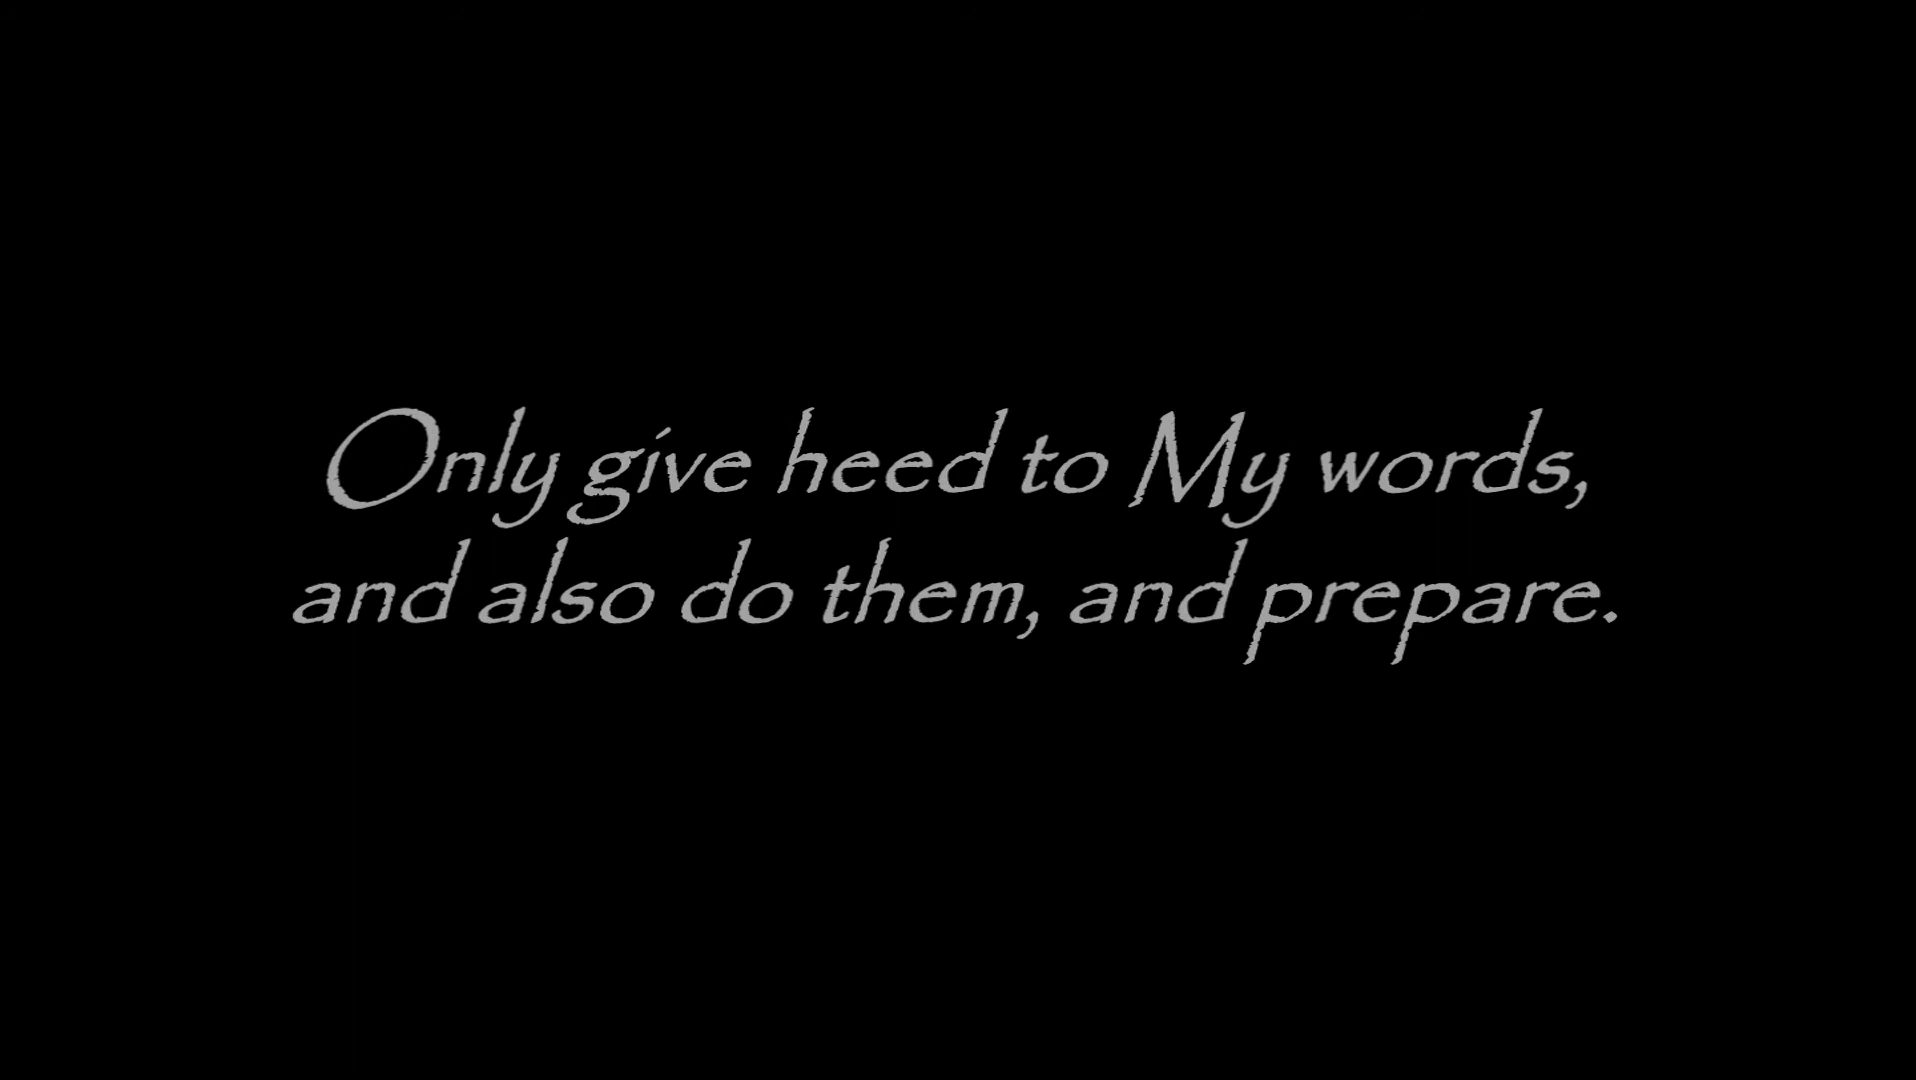 Only give heed to My words,
and also do them, and prepare.